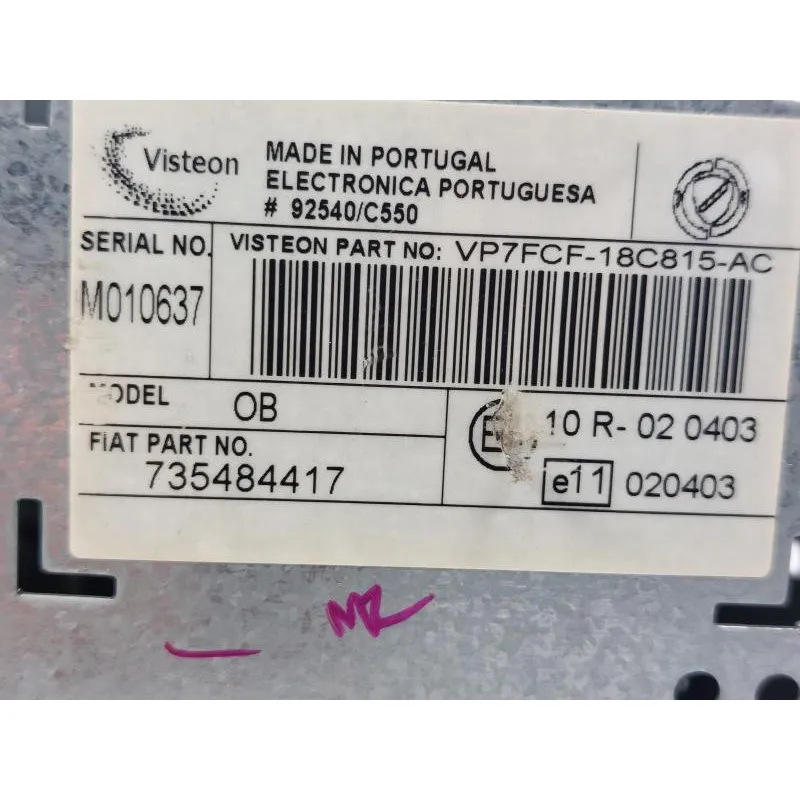 Visteon
MADE IN PORTUGAL
ELECTRONICA PORTUGUESA
# 92540/C550
SERIAL NO.
M010637
VISTEON PART NO: VP7FCF-18C815-AC
OB
FIAT PART NO.
735484417
10 R- 02 0403
e11 020403